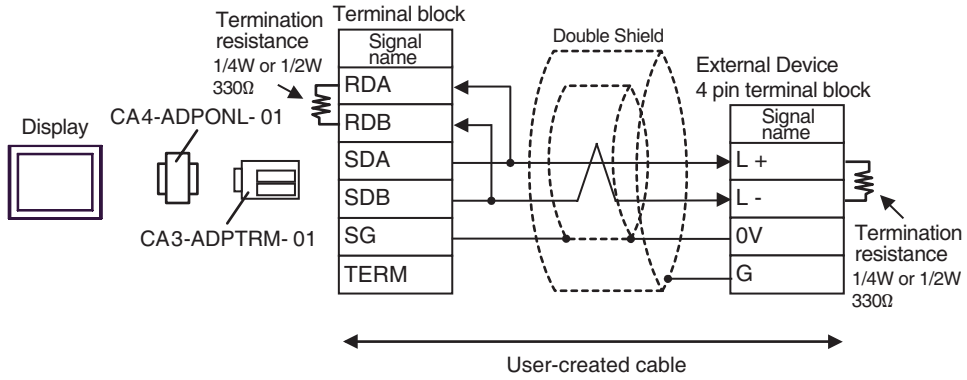 Termination
resistance
1/4W or 1/2W
330Ω
Terminal block
Signal
name
RDA
RDB
SDA
SDB
SG
TERM
Double Shield
External Device
4 pin terminal block
Signal
name
L +
L -
0V
G
Display
CA4-ADPONL- 01
CA3-ADPTRM- 01
Termination
resistance
1/4W or 1/2W
330Ω
User-created cable